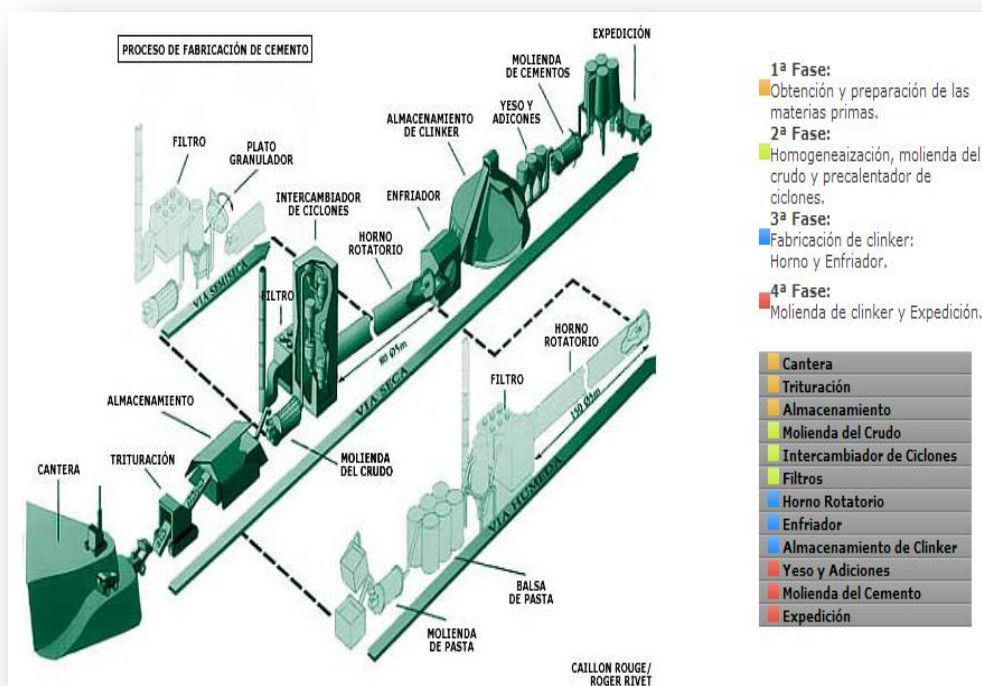 PROCESO DE FABRICACIÓN DE CEMENTO
EXPEDICIÓN
MOLIENDA
DE CEMENTOS
YESO Y
ADICONES
ALMACENAMIENTO
DE CLINKER
FILTRO
PLATO
GRANULADOR
INTERCAMBIADOR
DE CICLONES
ENFRIADOR
HORNO
ROTATORIO
VIA SEMISECA
FILTRO
80 Ø5m
HORNO
ROTATORIO
FILTRO
150 Ø5m
VIA SECA
ALMACENAMIENTO
MOLIENDA
DEL CRUDO
TRITURACIÓN
CANTERA
VIA HUMEDA
BALSA
DE PASTA
MOLIENDA
DE PASTA
CAILLON ROUGE/
ROGER RIVET
1ª Fase:
Obtención y preparación de las
materias primas.
2ª Fase:
Homogeneaización, molienda del
crudo y precalentador de
ciclones.
3ª Fase:
Fabricación de clinker:
Horno y Enfriador.
4ª Fase:
Molienda de clinker y Expedición.
Cantera
Trituración
Almacenamiento
Molienda del Crudo
Intercambiador de Ciclones
Filtros
Horno Rotatorio
Enfriador
Almacenamiento de Clinker
Yeso y Adiciones
Molienda del Cemento
Expedición